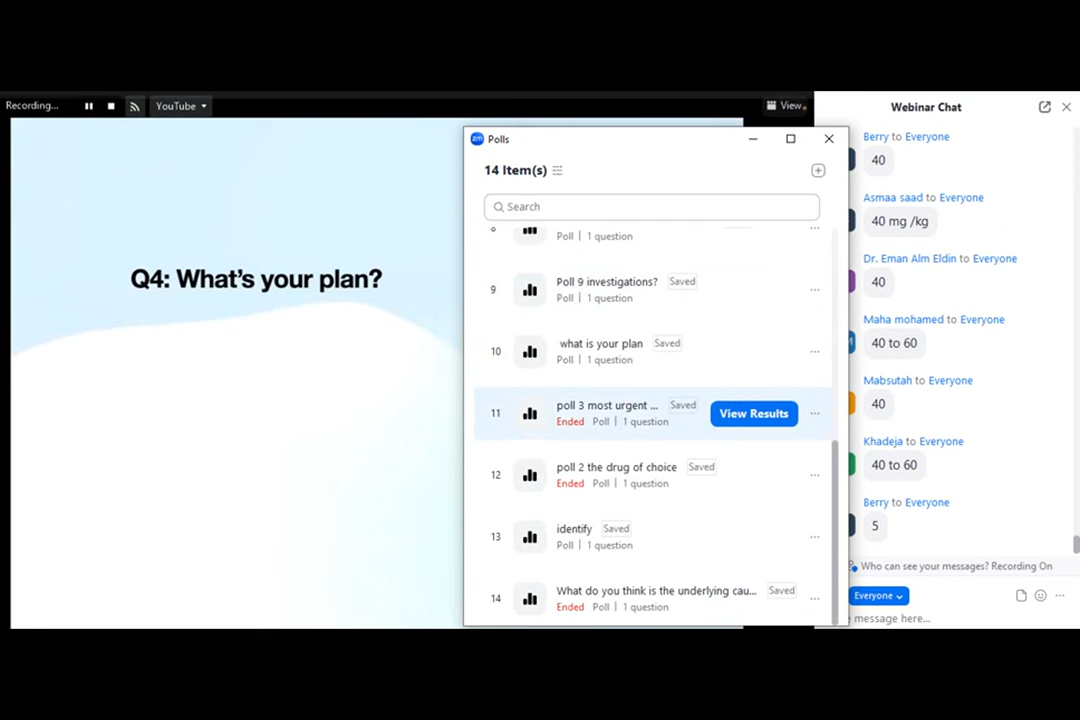 Recording...
YouTube
View
Q4: What's your plan?
zm Polls
14 Item(s)
Search
Poll | 1 question
9
Poll 9 investigations? Saved
Poll | 1 question
10
what is your plan Saved
Poll | 1 question
11
poll 3 most urgent ... Saved
Ended Poll | 1 question
View Results
12
poll 2 the drug of choice Saved
Ended Poll | 1 question
13
identify Saved
Poll | 1 question
14
What do you think is the underlying cau... Saved
Ended Poll | 1 question
Webinar Chat
Berry to Everyone
40
Asmaa saad to Everyone
40 mg /kg
Dr. Eman Alm Eldin to Everyone
40
Maha mohamed to Everyone
40 to 60
Mabsutah to Everyone
40
Khadeja to Everyone
40 to 60
Berry to Everyone
5
Who can see your messages? Recording On
Everyone
message here...